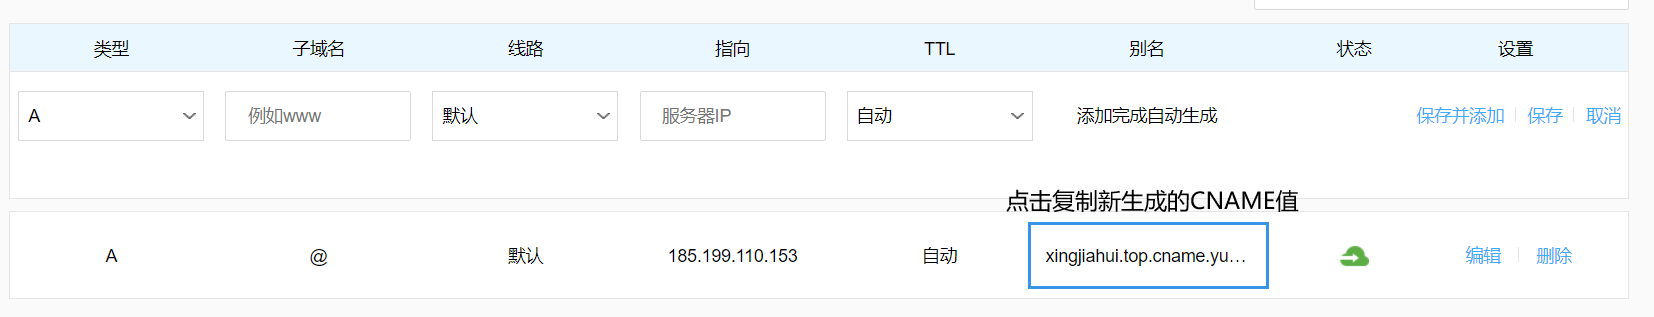 类型 子域名 线路 指向 TTL 别名 状态 设置
A 例如www 默认 服务器IP 自动 添加完成自动生成 保存并添加 保存 取消
点击复制新生成的CNAME值
A @ 默认 185.199.110.153 自动 xingjiahui.top.cname.yu... 编辑 删除